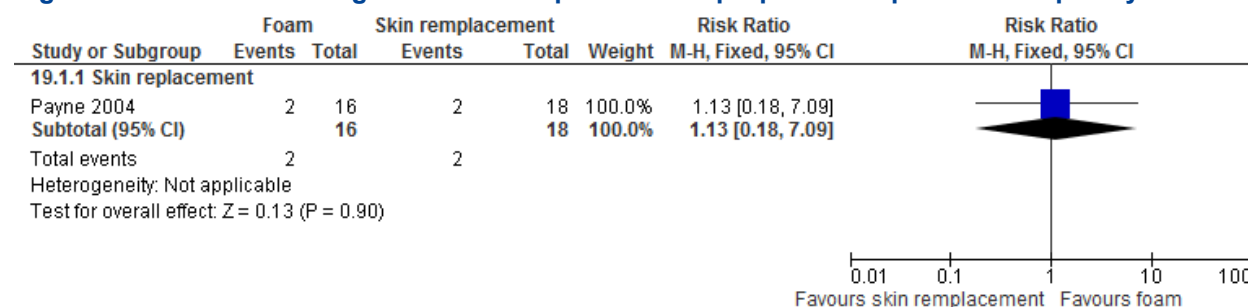 Foam Skin remplacement Risk Ratio Risk Ratio
Study or Subgroup Events Total Events Total Weight M-H, Fixed, 95% CI M-H, Fixed, 95% CI
19.1.1 Skin replacement
Payne 2004 2 16 2 18 100.0% 1.13 [0.18, 7.09]
Subtotal (95% CI) 16 18 100.0% 1.13 [0.18, 7.09]
Total events 2 2
Heterogeneity: Not applicable
Test for overall effect: Z = 0.13 (P = 0.90)
0.01 0.1 1 10 100
Favours skin remplacement Favours foam